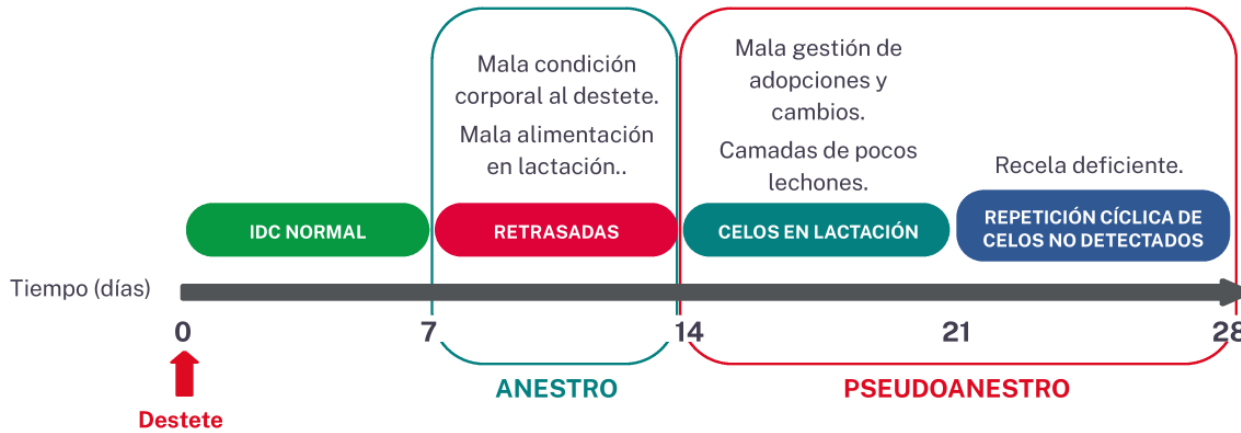 Mala condición
corporal al destete.
Mala alimentación
en lactación..
Mala gestión de
adopciones y
cambios.
Camadas de pocos
lechones.
Recela deficiente.
IDC NORMAL
RETRASADAS
CELOS EN LACTACIÓN
REPETICIÓN CÍCLICA DE
CELOS NO DETECTADOS
Tiempo (días)
0
7
14
21
28
ANESTRO
PSEUDOANESTRO
Destete